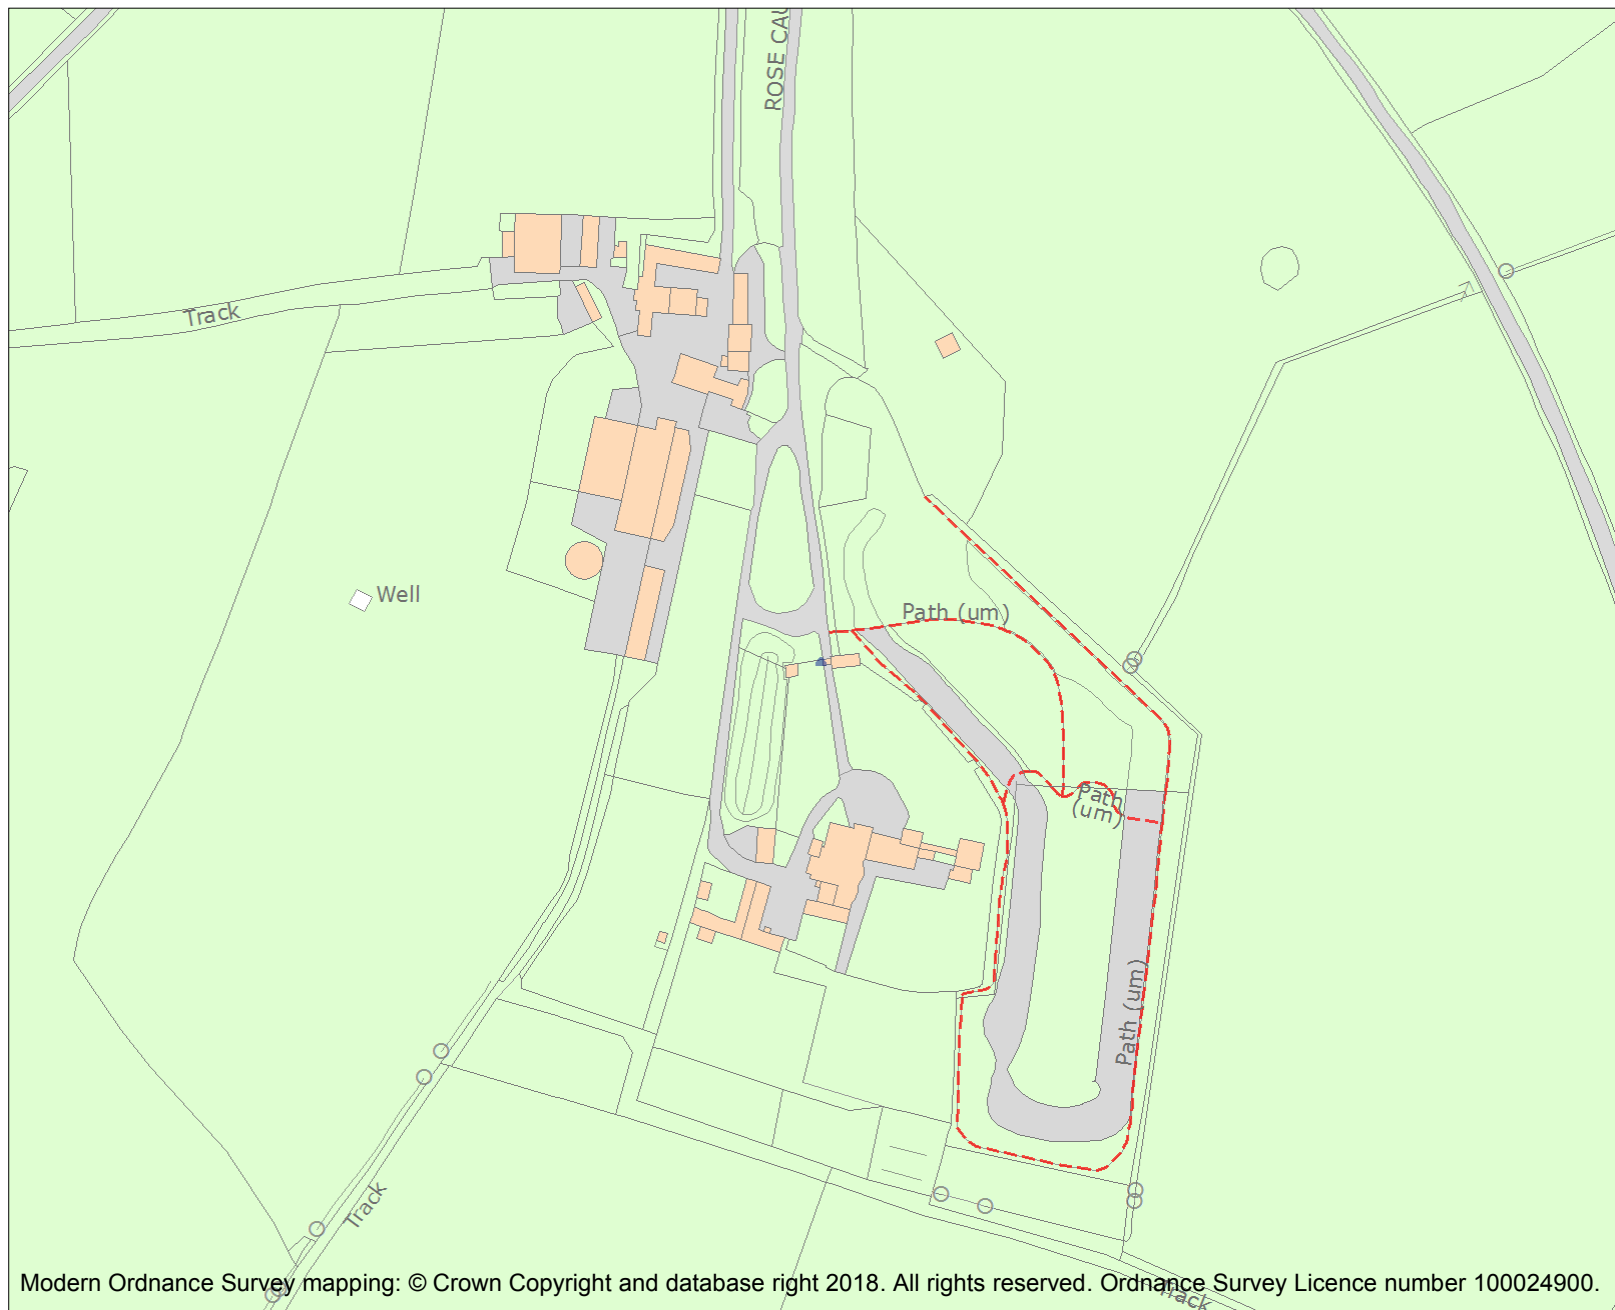 ROSE CAU
Track
Well
Path (um)
Path
(um)
Path (um)
Track
Track
Modern Ordnance Survey mapping: © Crown Copyright and database right 2018. All rights reserved. Ordnance Survey Licence number 100024900.